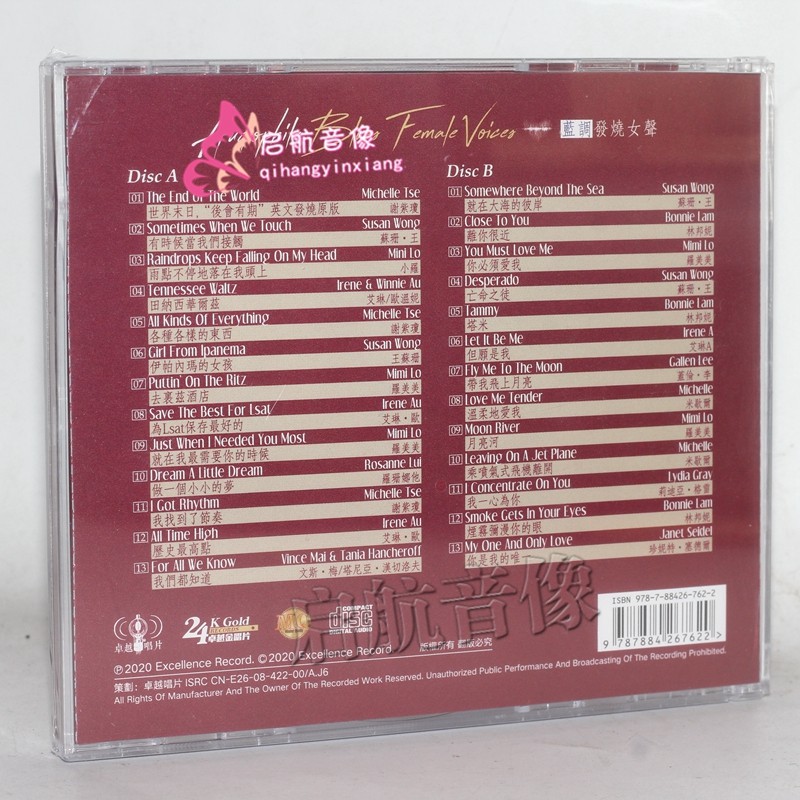 启航音像
qihangyinxiang
Blues Female Voices 藍調發燒女聲
Disc A
01 The End Of The World Michelle Tse
世界末日,"後會有期"英文發燒原版 謝紫瓊
02 Sometimes When We Touch Susan Wong
有時候當我們接觸 蘇珊·王
03 Raindrops Keep Falling On My Head Mini Lo
雨點不停地落在我頭上 小羅
04 Tennessee Waltz Irene & Winnie Au
田納西華爾茲 艾琳/歐溫妮
05 All Kinds Of Everything Michelle Tse
各種各樣的東西 謝紫瓊
06 Girl From Ipanema Susan Wong
伊帕內瑪的女孩 王蘇珊
07 Puttin' On The Ritz Mimi Lo
去裏茲酒店 羅美美
08 Save The Best For Lsat Irene Au
為Lsat保存最好的 艾琳·歐
09 Just When I Needed You Most Mimi Lo
就在我最需要你的時候 羅美美
10 Dream A Little Dream Rosanne Lui
做一個小小的夢 羅珊娜他
11 I Got Rhythm Michelle Tse
我找到了節奏 謝紫瓊
12 All Time High Irene Au
歷史最高點 艾琳·歐
13 For All We Know Vince Mai & Tania Hancheroff
我們都知道 文斯·梅/塔尼亞·漢切洛夫
Disc B
01 Somewhere Beyond The Sea Susan Wong
就在大海的彼岸 蘇珊·王
02 Close To You Bonnie Lam
離你很近 林邦妮
03 You Must Love Me Mimi Lo
你必須愛我 羅美美
04 Desperado Susan Wong
亡命之徒 蘇珊·王
05 Tammy Bonnie Lam
塔米 林邦妮
06 Let It Be Me Irene A
但願是我 艾琳A
07 Fly Me To The Moon Gallen Lee
帶我飛上月亮 蓋倫·李
08 Love Me Tender Michelle
溫柔地愛我 米歇爾
09 Moon River Mimi Lo
月亮河 羅美美
10 Leaving On A Jet Plane Michelle
乘噴氣式飛機離開 米歇爾
11 I Concentrate On You Lydia Gray
我一心為你 莉迪亞·格雷
12 Smoke Gets In Your Eyes Bonnie Lam
煙霧彌漫你的眼 林邦妮
13 My One And Only Love Janet Seidel
你是我的唯一 珍妮特·塞德爾
启航音像
唱片
24K Gold
RECORDS
卓越金唱片
COMPACT
disc
DIGITAL AUDIO
版權所有 翻版必究
ISBN 978-7-88426-762-2
9 787884 267622
℗2020 Excellence Record. ©2020 Excellence Record
策劃:卓越唱片 ISRC CN-E26-08-422-00/A.J6
All Rights Of Manufacturer And The Owner Of The Recorded Work Reserved. Unauthorized Public Performance And Broadcasting Of The Recording Prohibited.